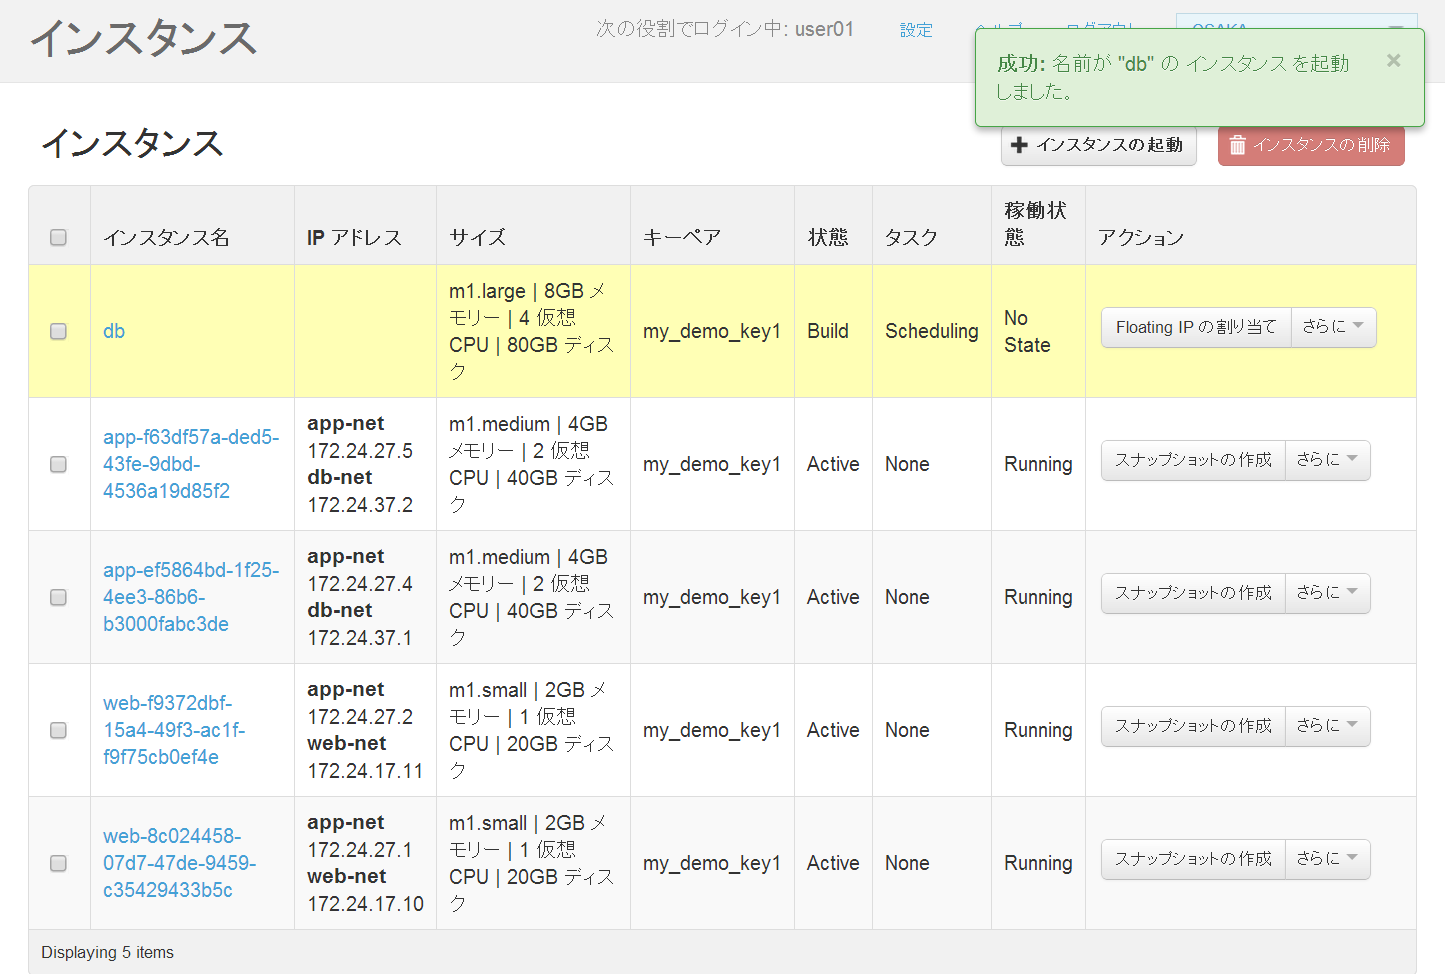 インスタンス
次の役割でログイン中: user01
設定
成功: 名前が "db" の インスタンス を起動
しました。
×
インスタンス
インスタンスの起動
インスタンスの削除
インスタンス名
IP アドレス
サイズ
キーペア
状態
タスク
稼働状
態
アクション
db
m1.large | 8GB メ
モリー | 4 仮想
CPU | 80GB ディス
ク
my_demo_key1
Build
Scheduling
No
State
Floating IP の割り当て
さらに
app-f63df57a-ded5-
43fe-9dbd-
4536a19d85f2
app-net
172.24.27.5
db-net
172.24.37.2
m1.medium | 4GB
メモリー | 2 仮想
CPU | 40GB ディス
ク
my_demo_key1
Active
None
Running
スナップショットの作成
さらに
app-ef5864bd-1f25-
4ee3-86b6-
b3000fabc3de
app-net
172.24.27.4
db-net
172.24.37.1
m1.medium | 4GB
メモリー | 2 仮想
CPU | 40GB ディス
ク
my_demo_key1
Active
None
Running
スナップショットの作成
さらに
web-f9372dbf-
15a4-49f3-ac1f-
f9f75cb0ef4e
app-net
172.24.27.2
web-net
172.24.17.11
m1.small | 2GB メ
モリー | 1 仮想
CPU | 20GB ディス
ク
my_demo_key1
Active
None
Running
スナップショットの作成
さらに
web-8c024458-
07d7-47de-9459-
c35429433b5c
app-net
172.24.27.1
web-net
172.24.17.10
m1.small | 2GB メ
モリー | 1 仮想
CPU | 20GB ディス
ク
my_demo_key1
Active
None
Running
スナップショットの作成
さらに
Displaying 5 items